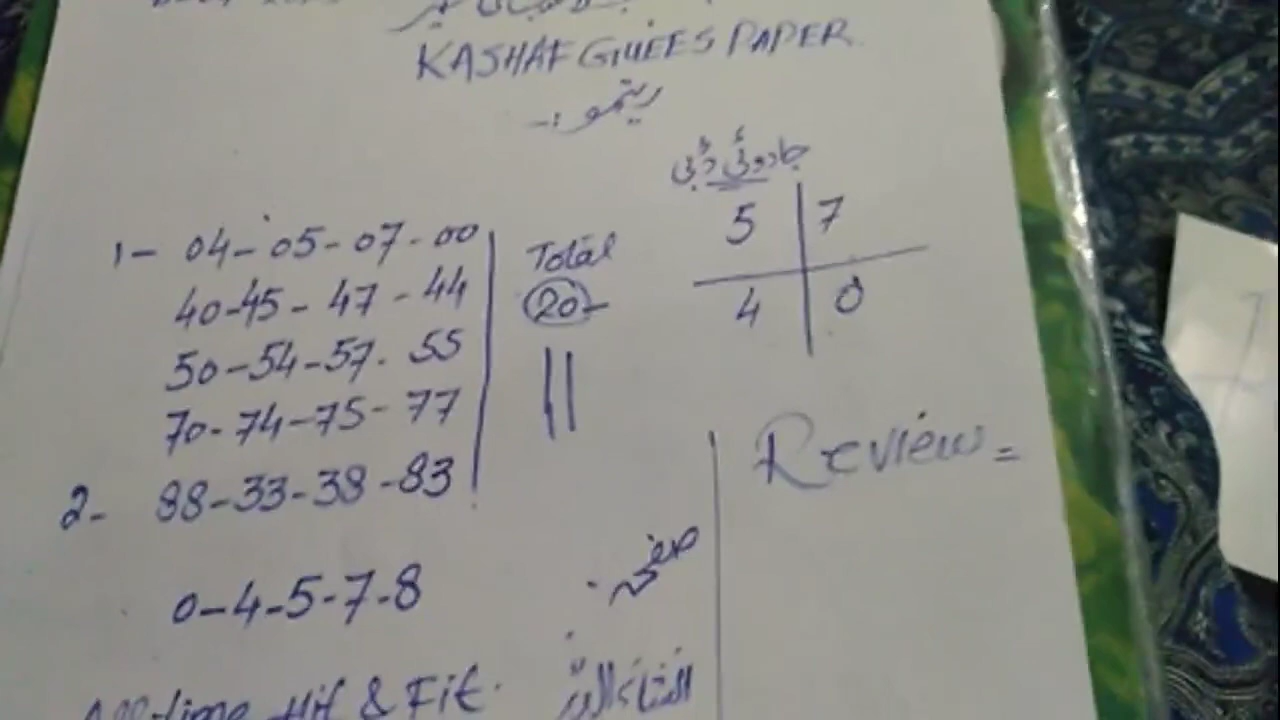 KASHAF GUEES PAPER
ریتمو :-
جادوئی ڈبی
5 7
4 0
1- 04-05-07-00
40-45-47-44
50-54-57-55
70-74-75-77
2- 88-33-38-83
Total
20
Review =
0-4-5-7-8
All time Hit & Fit.
انشاءاللہ